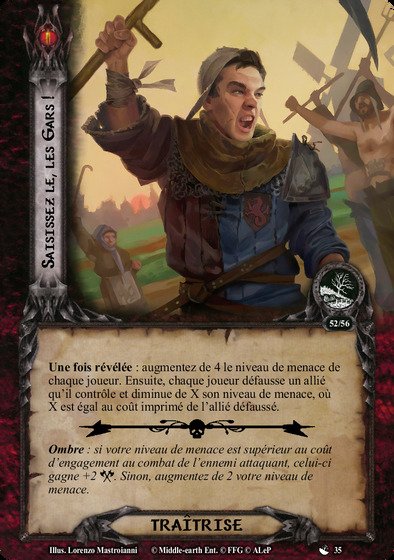 Saisissez le, les Gars !
52/56
Une fois révélée : augmentez de 4 le niveau de menace de
chaque joueur. Ensuite, chaque joueur défausse un allié
qu'il contrôle et diminue de X son niveau de menace, où
X est égal au coût imprimé de l'allié défaussé.
Ombre : si votre niveau de menace est supérieur au coût
d'engagement au combat de l'ennemi attaquant, celui-ci
gagne +2 . Sinon, augmentez de 2 votre niveau de
menace.
TRAÎTRISE
Illus. Lorenzo Mastroianni © Middle-earth Ent. © FFG © ALeP 35